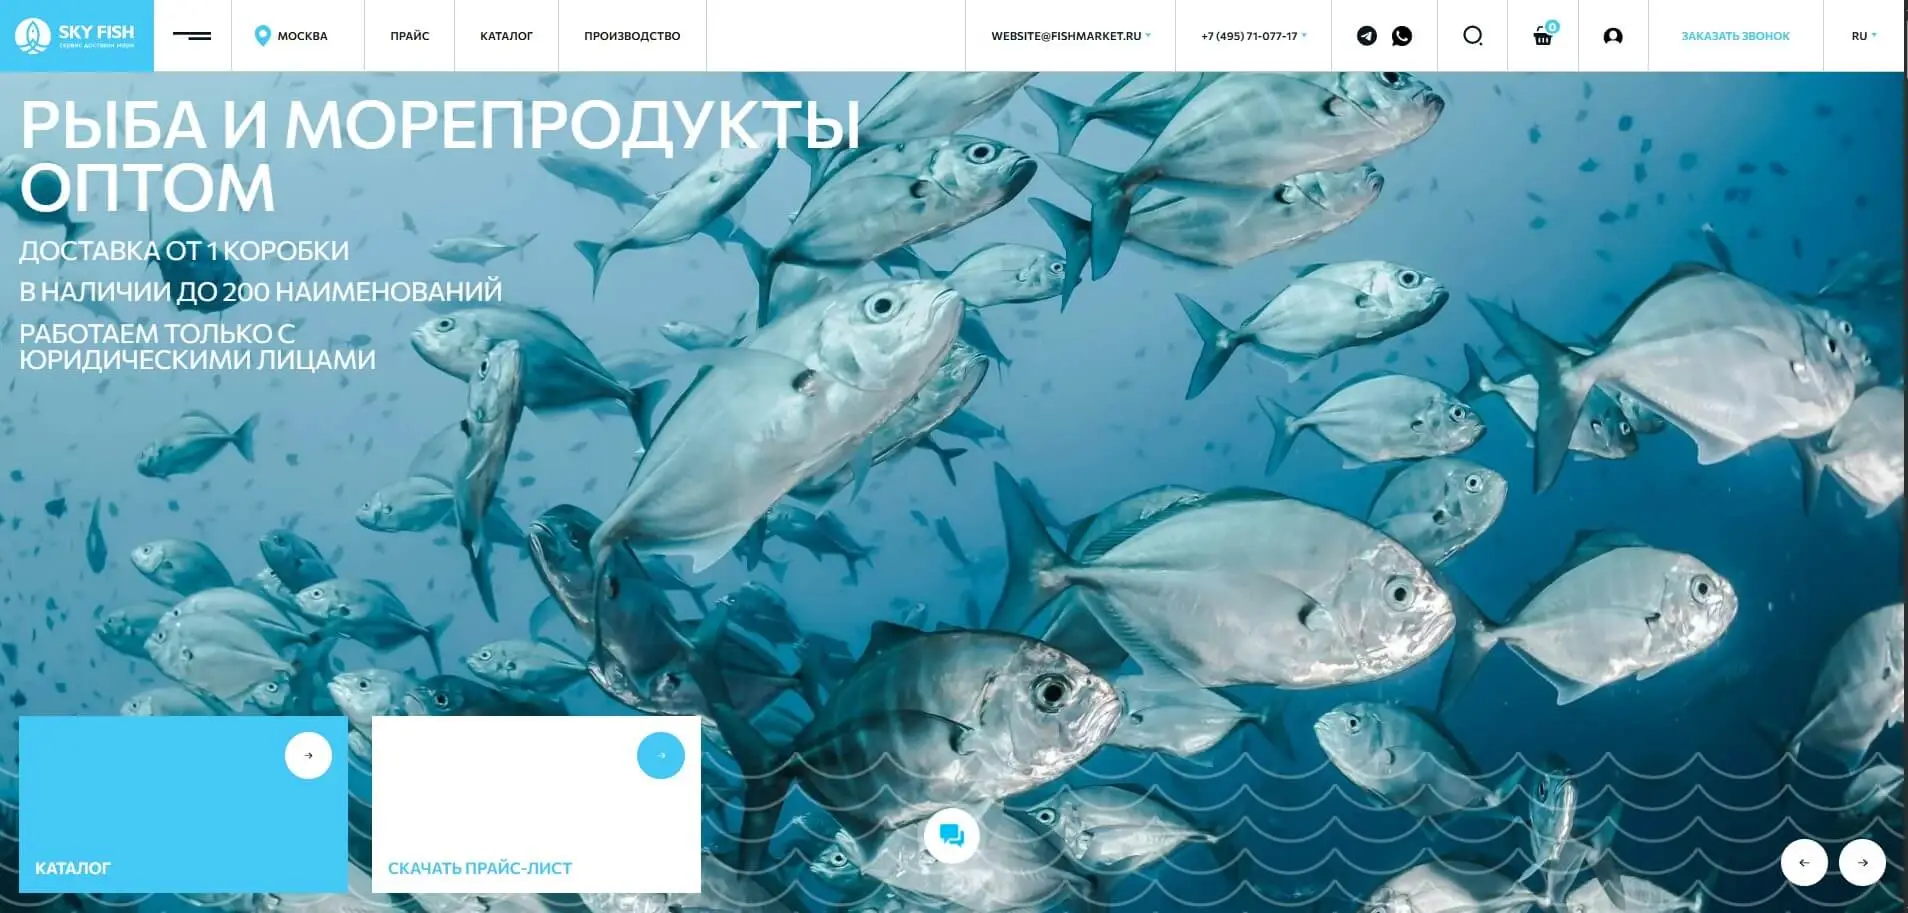 SKY FISH
сервис доставки моря
МОСКВА
ПРАЙС
КАТАЛОГ
ПРОИЗВОДСТВО
WEBSITE@FISHMARKET.RU
+7 (495) 71-077-17
0
ЗАКАЗАТЬ ЗВОНОК
RU
РЫБА И МОРЕПРОДУКТЫ
ОПТОМ
ДОСТАВКА ОТ 1 КОРОБКИ
В НАЛИЧИИ ДО 200 НАИМЕНОВАНИЙ
РАБОТАЕМ ТОЛЬКО С
ЮРИДИЧЕСКИМИ ЛИЦАМИ
КАТАЛОГ
СКАЧАТЬ ПРАЙС-ЛИСТ